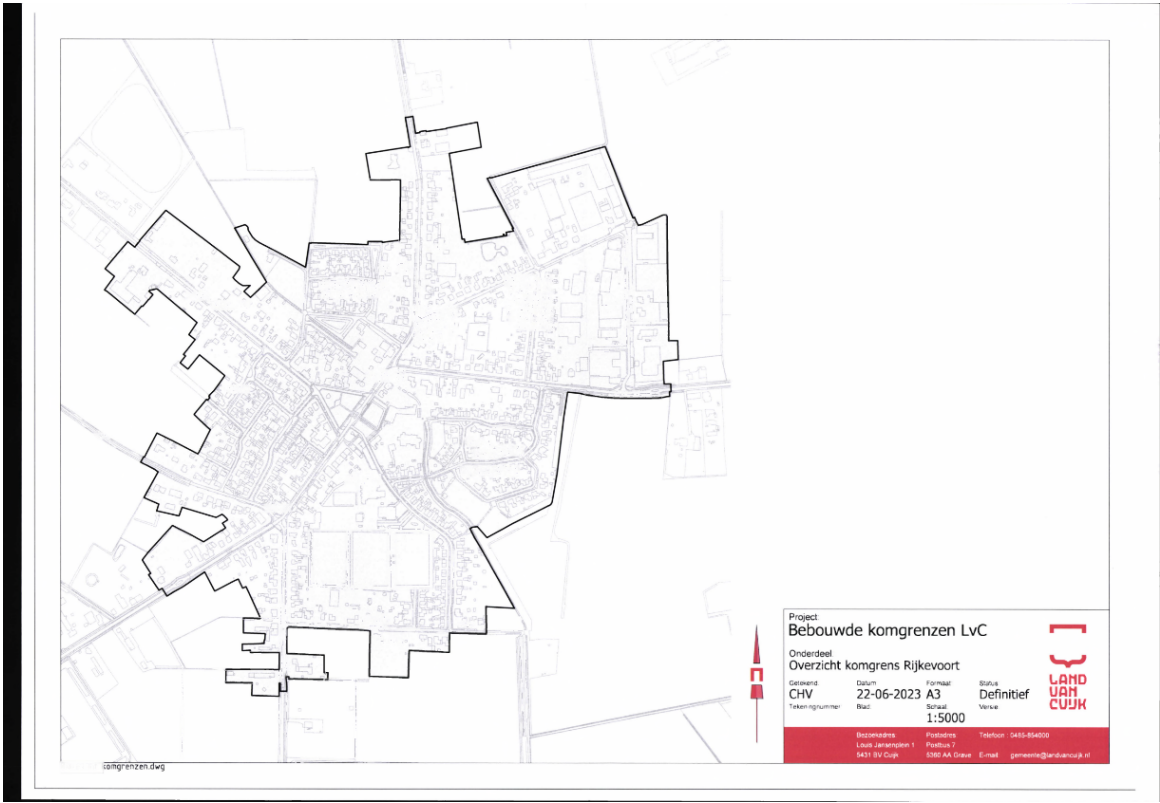 Project:
Bebouwde komgrenzen LvC
Onderdeel
Overzicht komgrens Rijkevoort
Getekend Datum Formaat Status
CHV 22-06-2023 A3 Definitief
Tekeningnummer Blad Schaal Versie
1:5000
LAND
VAN
CUIJK
Bezoekadres Postadres Telefoon : 0485-854000
Louis Jansenplein 1 Postbus 7
5431 BV Cuijk 5360 AA Grave E-mail gemeente@landvancuijk.nl
komgrenzen.dwg